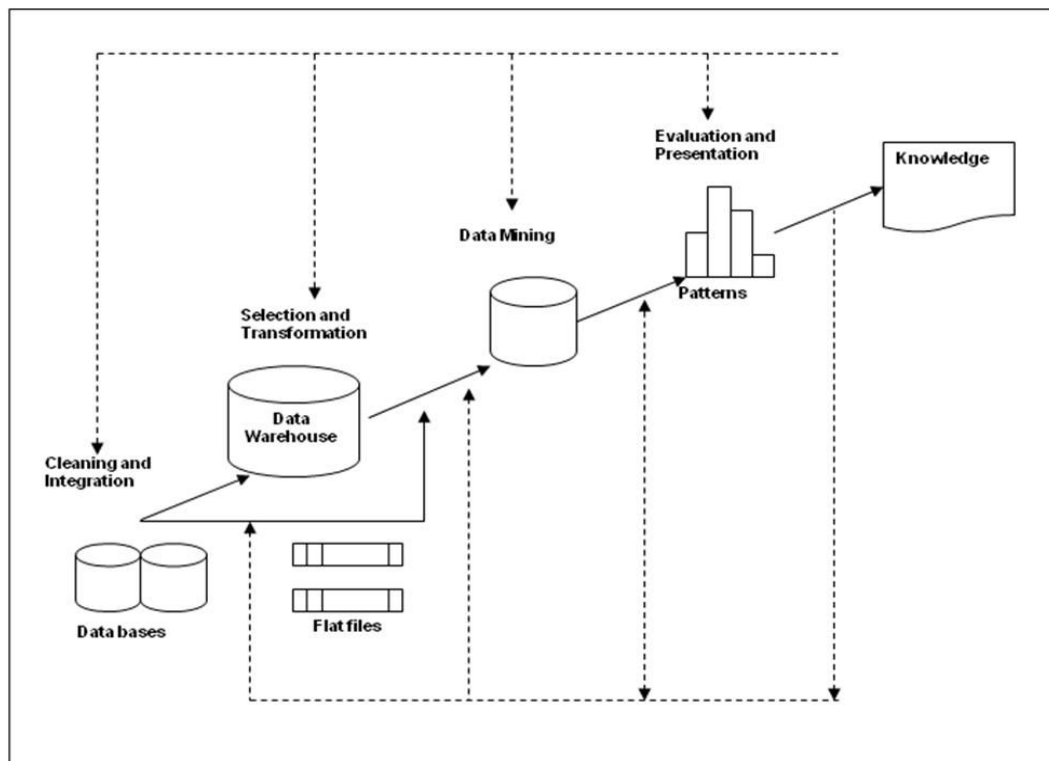 Evaluation and
Presentation
Knowledge
Data Mining
Patterns
Selection and
Transformation
Data
Warehouse
Cleaning and
Integration
Data bases
Flat files